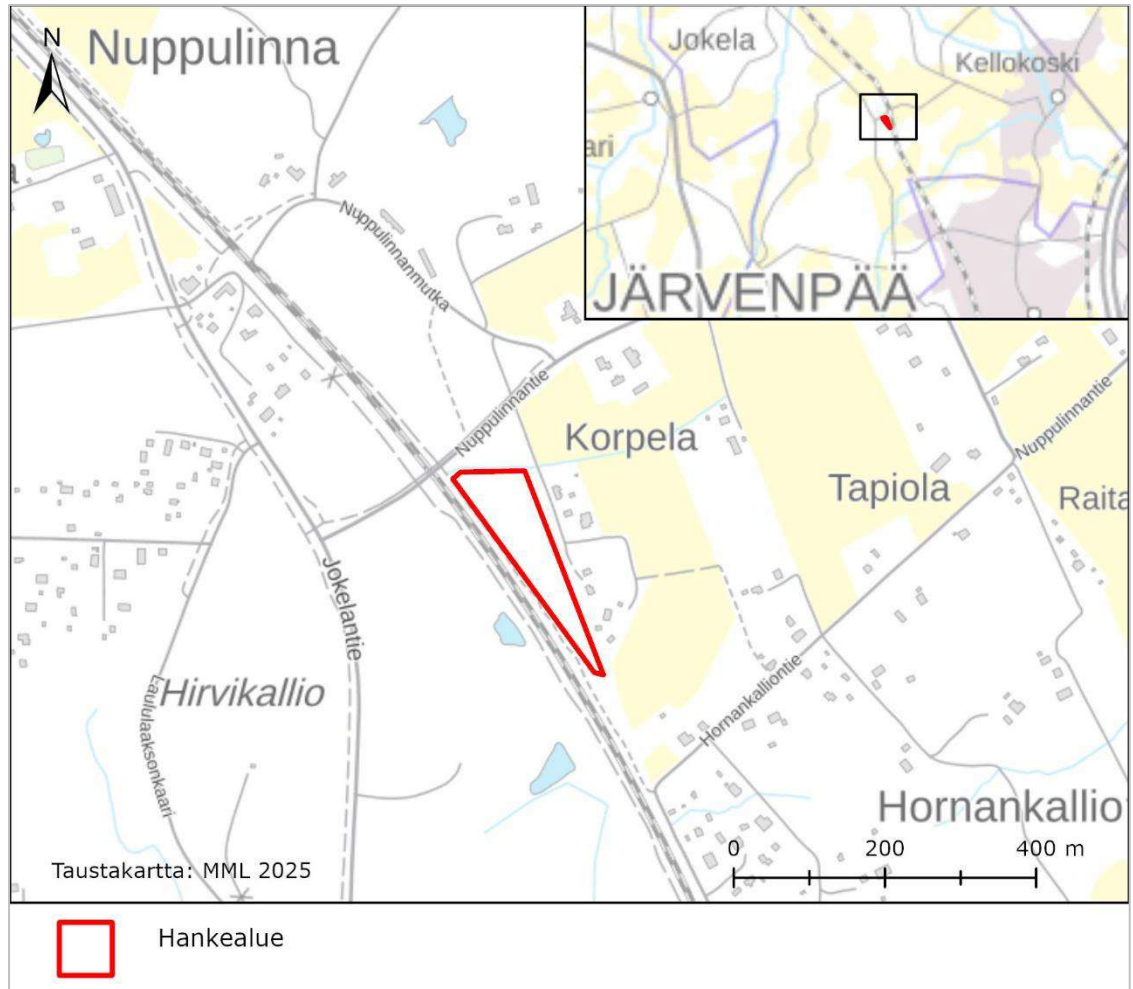 N
Nuppulinna
Jokela
Kellokoski
ari
JÄRVENPÄÄ
Nuppulinnanmutka
Nuppulinnantie
Korpela
Tapiola
Nuppulinnantie
Raita
Jokelantie
Hirvikallio
Laululaaksonkaari
Hornankalliontie
Hornankallio
0 200 400 m
Taustakartta: MML 2025
Hankealue